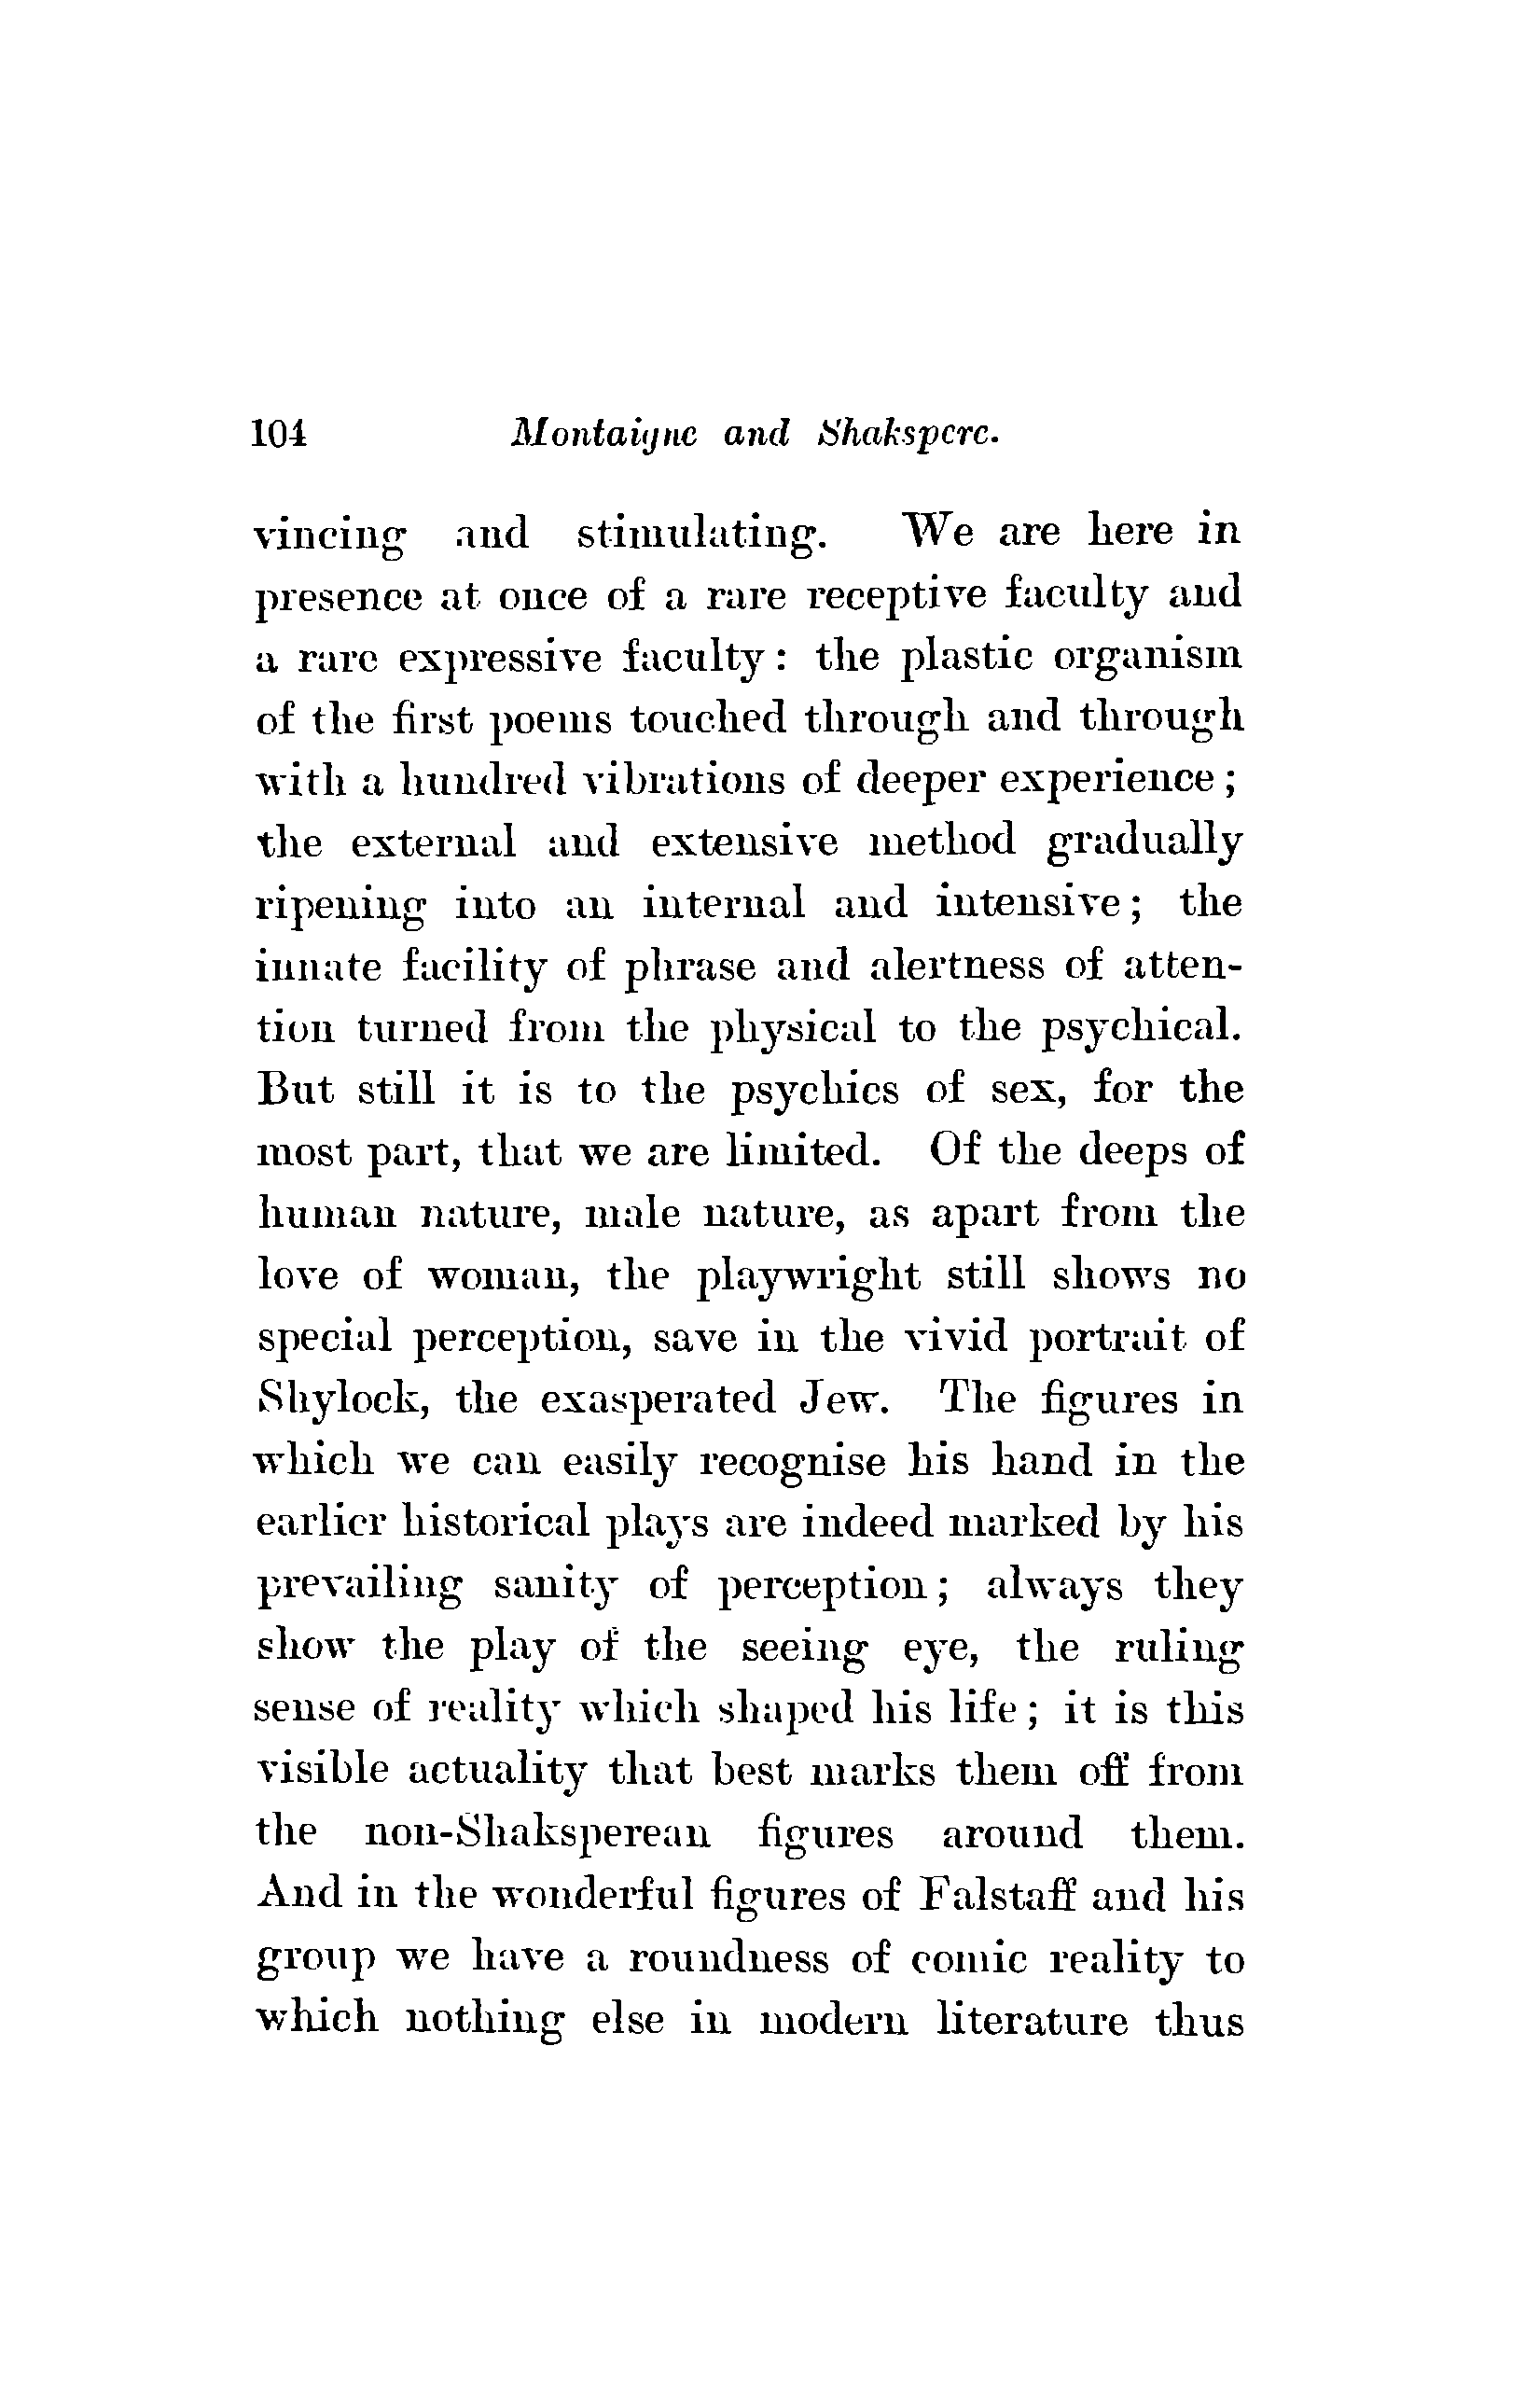 104 Montaigne and Shakspere.
vincing and stimulating. We are here in
presence at once of a rare receptive faculty and
a rare expressive faculty: the plastic organism
of the first poems touched through and through
with a hundred vibrations of deeper experience;
the external and extensive method gradually
ripening into an internal and intensive; the
innate facility of phrase and alertness of atten-
tion turned from the physical to the psychical.
But still it is to the psychics of sex, for the
most part, that we are limited. Of the deeps of
human nature, male nature, as apart from the
love of woman, the playwright still shows no
special perception, save in the vivid portrait of
Shylock, the exasperated Jew. The figures in
which we can easily recognise his hand in the
earlier historical plays are indeed marked by his
prevailing sanity of perception; always they
show the play of the seeing eye, the ruling
sense of reality which shaped his life; it is this
visible actuality that best marks them off from
the non-Shaksperean figures around them.
And in the wonderful figures of Falstaff and his
group we have a roundness of comic reality to
which nothing else in modern literature thus